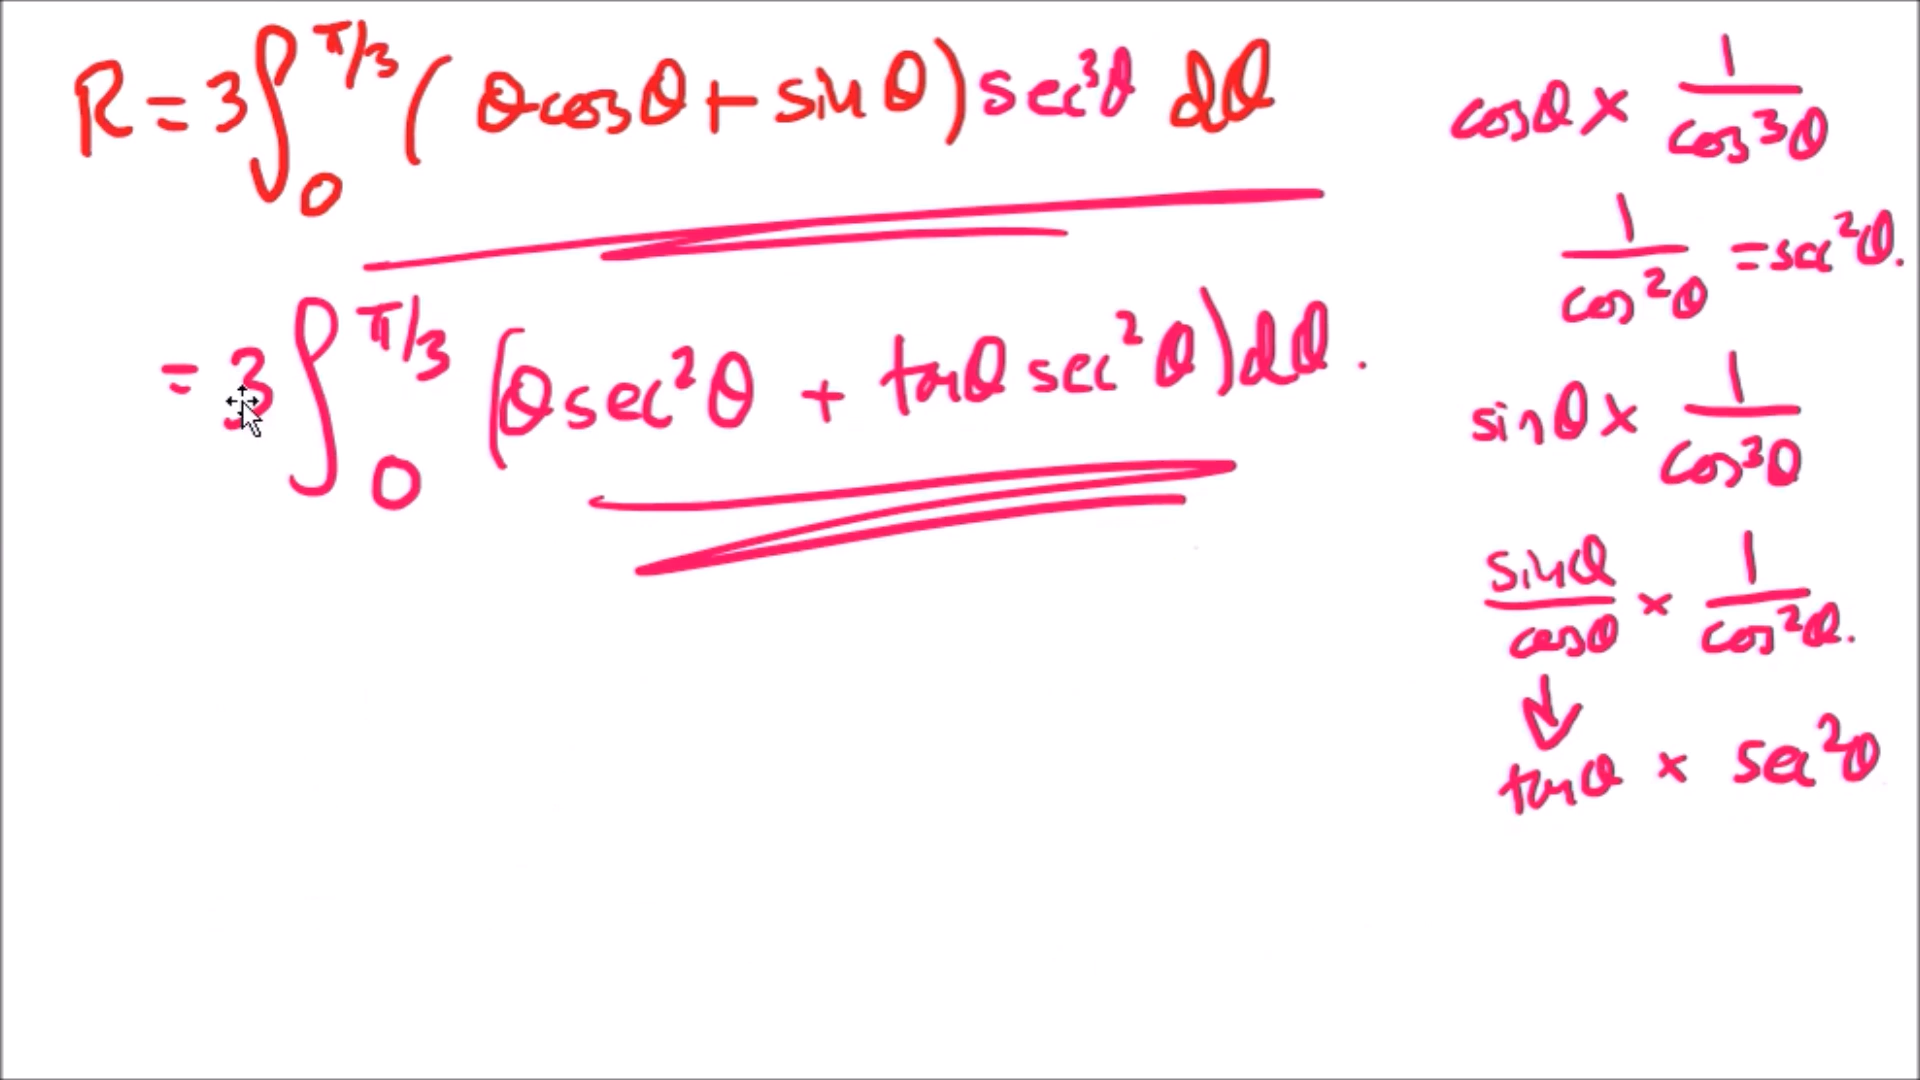 R = 3∫₀^π/3 (θcosθ + sinθ) sec³θ dθ
= 3∫₀^π/3 (θsec²θ + tanθ sec²θ)dθ.
cosθ × 1/cos³θ
1/cos²θ = sec²θ.
sinθ × 1/cos³θ
sinθ/cosθ × 1/cos²θ.
↓
tanθ × sec²θ